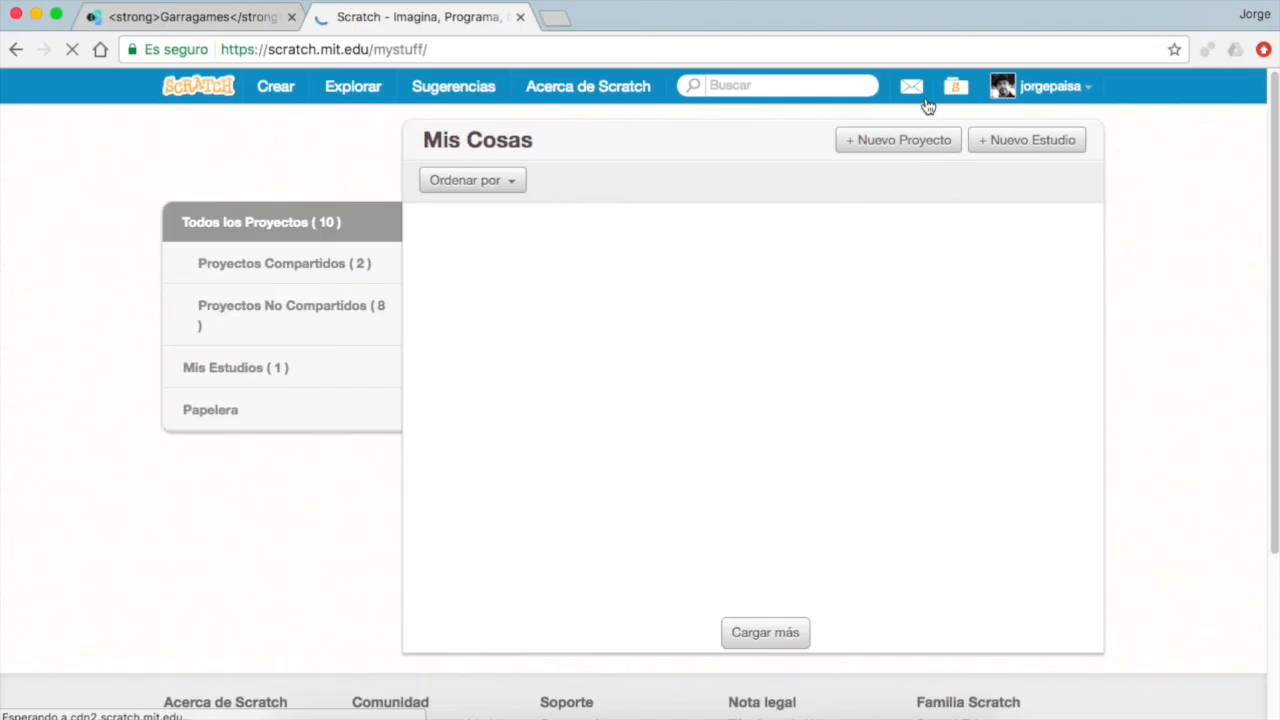 <strong>Garragames</strong
Scratch - Imagina, Programa,
Jorge
Es seguro
https://scratch.mit.edu/mystuff/
SCRATCH
Crear
Explorar
Sugerencias
Acerca de Scratch
Buscar
jorgepaisa
Mis Cosas
+ Nuevo Proyecto
+ Nuevo Estudio
Ordenar por
Todos los Proyectos ( 10 )
Proyectos Compartidos ( 2 )
Proyectos No Compartidos ( 8
)
Mis Estudios ( 1 )
Papelera
Cargar más
Acerca de Scratch
Comunidad
Soporte
Nota legal
Familia Scratch
Esperando a cdn2.scratch.mit.edu...